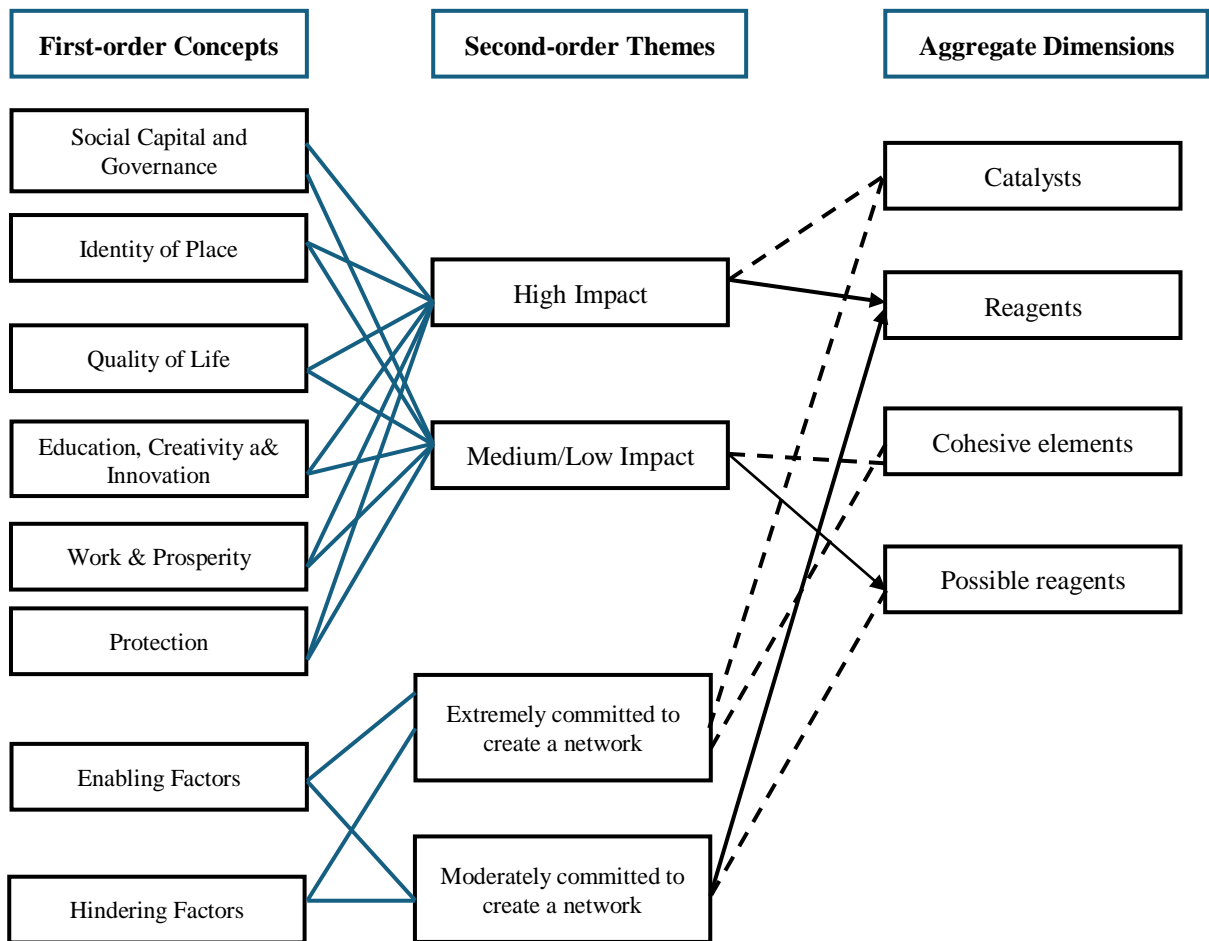 First-order Concepts
Second-order Themes
Aggregate Dimensions
Social Capital and
Governance
Identity of Place
Quality of Life
Education, Creativity a&
Innovation
Work & Prosperity
Protection
Enabling Factors
Hindering Factors
High Impact
Medium/Low Impact
Extremely committed to
create a network
Moderately committed to
create a network
Catalysts
Reagents
Cohesive elements
Possible reagents